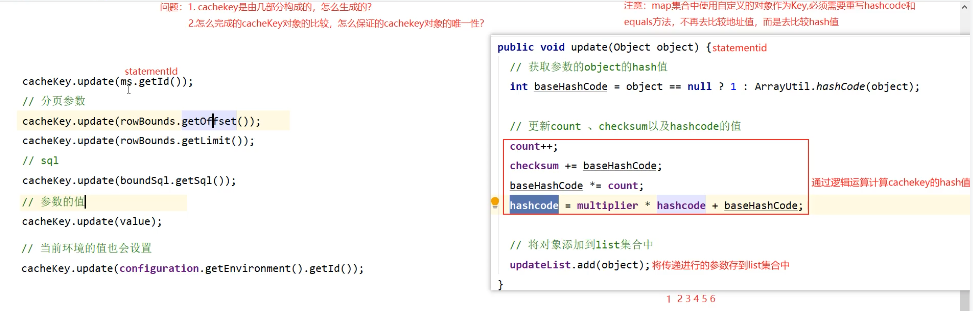 问题：1. cachekey是由几部分构成的，怎么生成的?
2.怎么完成的cacheKey对象的比较，怎么保证的cachekey对象的唯一性?
注意：map集合中使用自定义的对象作为Key,必须需要重写hashcode和
equals方法，不再去比较地址值，而是去比较hash值
statementId
cacheKey.update(ms.getId());
// 分页参数
cacheKey.update(rowBounds.getOffset());
cacheKey.update(rowBounds.getLimit());
// sql
cacheKey.update(boundSql.getSql());
// 参数的值
cacheKey.update(value);
// 当前环境的值也会设置
cacheKey.update(configuration.getEnvironment().getId());
public void update(Object object) { statementid
// 获取参数的object的hash值
int baseHashCode = object == null ? 1 : ArrayUtil.hashCode(object);
// 更新count 、checksum以及hashcode的值
count++;
checksum += baseHashCode;
baseHashCode *= count;
hashcode = multiplier * hashcode + baseHashCode;
通过逻辑运算计算cachekey的hash值
// 将对象添加到list集合中
updateList.add(object); 将传递进行的参数存到list集合中
}
1 2 3 4 5 6